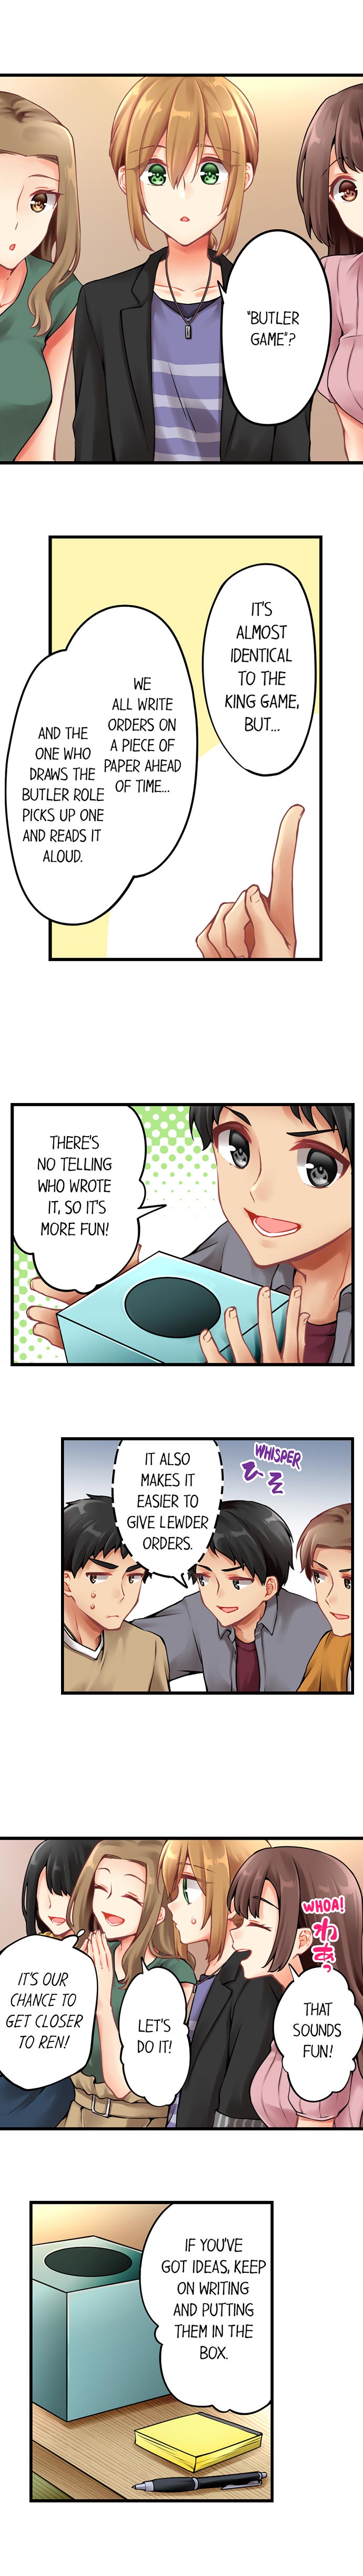 "BUTLER
GAME"?
IT'S
ALMOST
IDENTICAL
TO THE
KING GAME,
BUT...
WE
ALL WRITE
ORDERS ON
A PIECE OF
PAPER AHEAD
OF TIME...
AND THE
ONE WHO
DRAWS THE
BUTLER ROLE
PICKS UP ONE
AND READS IT
ALOUD.
THERE'S
NO TELLING
WHO WROTE
IT, SO IT'S
MORE FUN!
WHISPER
ヒソ
IT ALSO
MAKES IT
EASIER TO
GIVE LEWDER
ORDERS.
WHOA!
わあっ
THAT
SOUNDS
FUN!
LET'S
DO IT!
IT'S OUR
CHANCE TO
GET CLOSER
TO REN!
IF YOU'VE
GOT IDEAS, KEEP
ON WRITING
AND PUTTING
THEM IN THE
BOX.